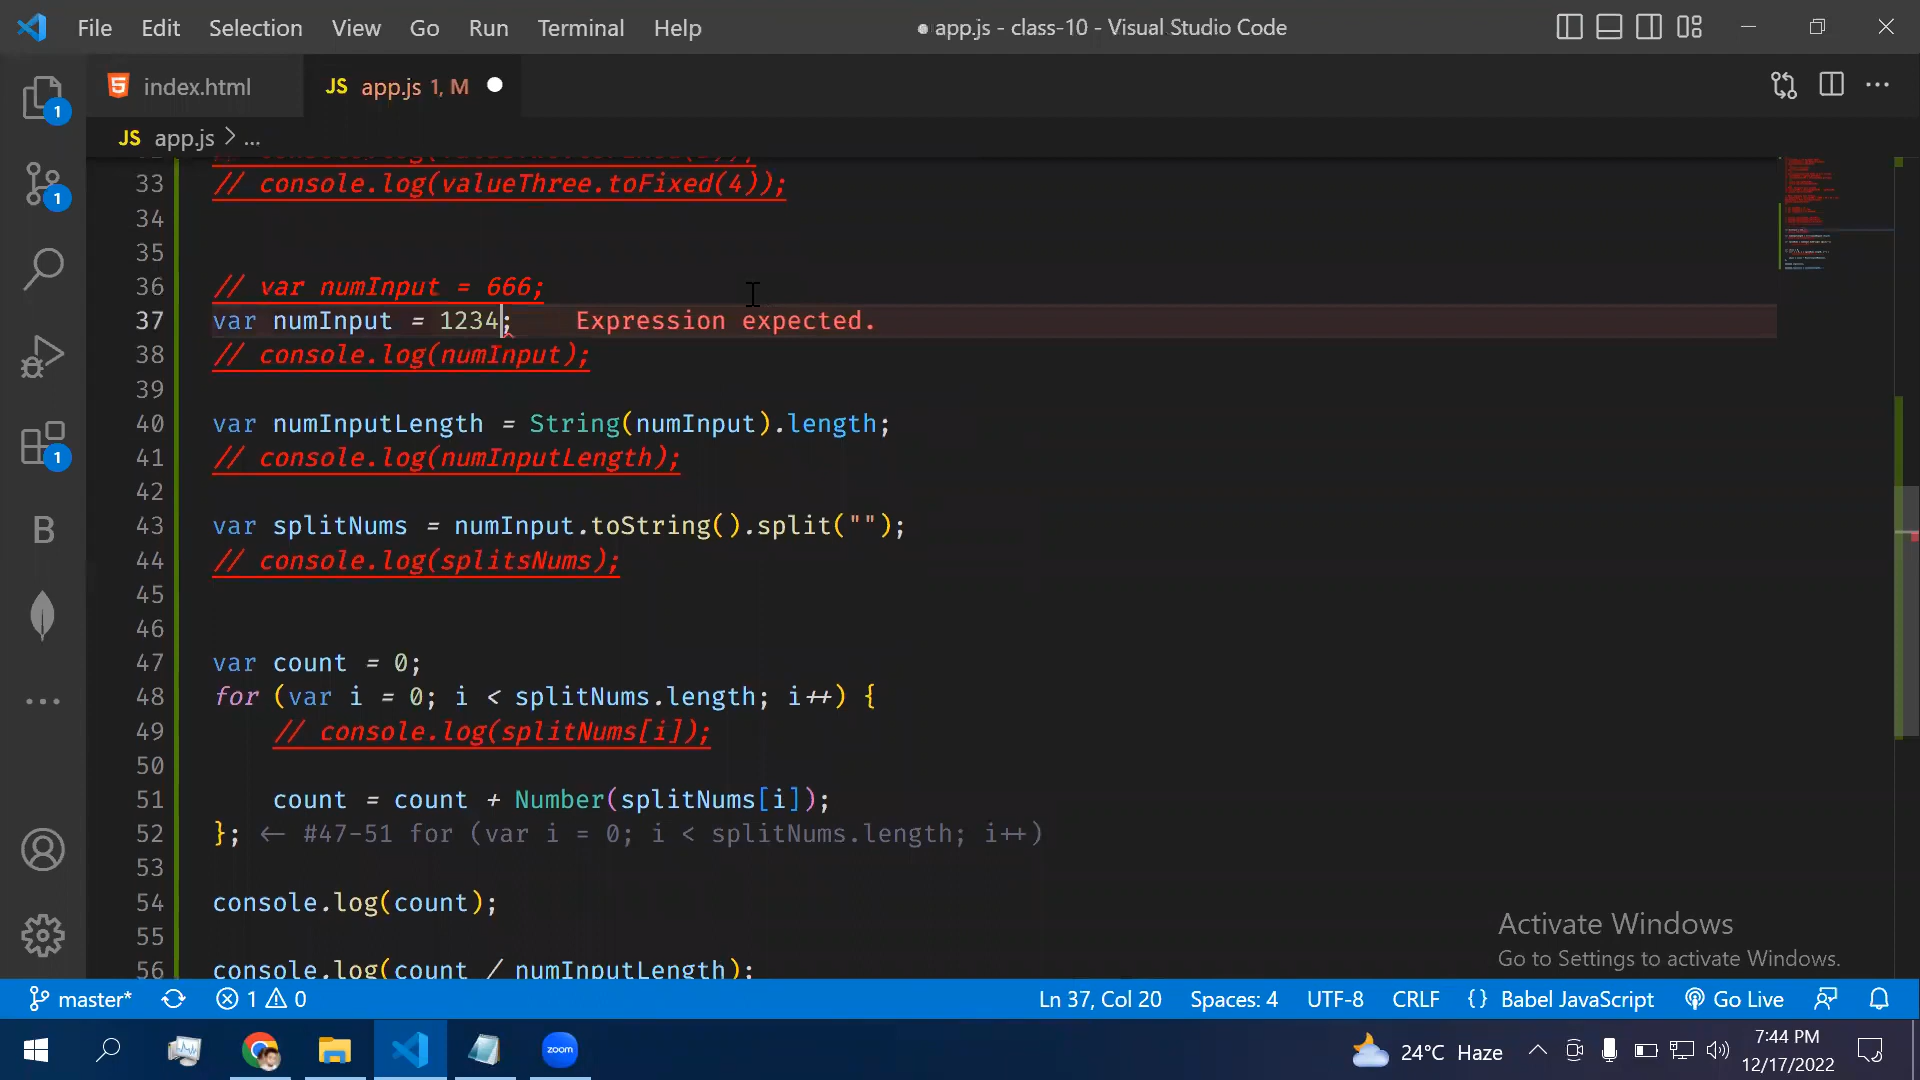 File Edit Selection View Go Run Terminal Help
● app.js - class-10 - Visual Studio Code
index.html
JS app.js 1, M
JS app.js > ...
33 // console.log(valueThree.toFixed(4));
34
35
36 // var numInput = 666;
37 var numInput = 1234; Expression expected.
38 // console.log(numInput);
39
40 var numInputLength = String(numInput).length;
41 // console.log(numInputLength);
42
43 var splitNums = numInput.toString().split("");
44 // console.log(splitsNums);
45
46
47 var count = 0;
48 for (var i = 0; i < splitNums.length; i++) {
49 // console.log(splitNums[i]);
50
51 count = count + Number(splitNums[i]);
52 }; <- #47-51 for (var i = 0; i < splitNums.length; i++)
53
54 console.log(count);
55
56 console.log(count / numInputLength);
1
1
1
B
Activate Windows
Go to Settings to activate Windows.
master* 1 0 Ln 37, Col 20 Spaces: 4 UTF-8 CRLF {} Babel JavaScript Go Live
zoom
24°C Haze
7:44 PM
12/17/2022